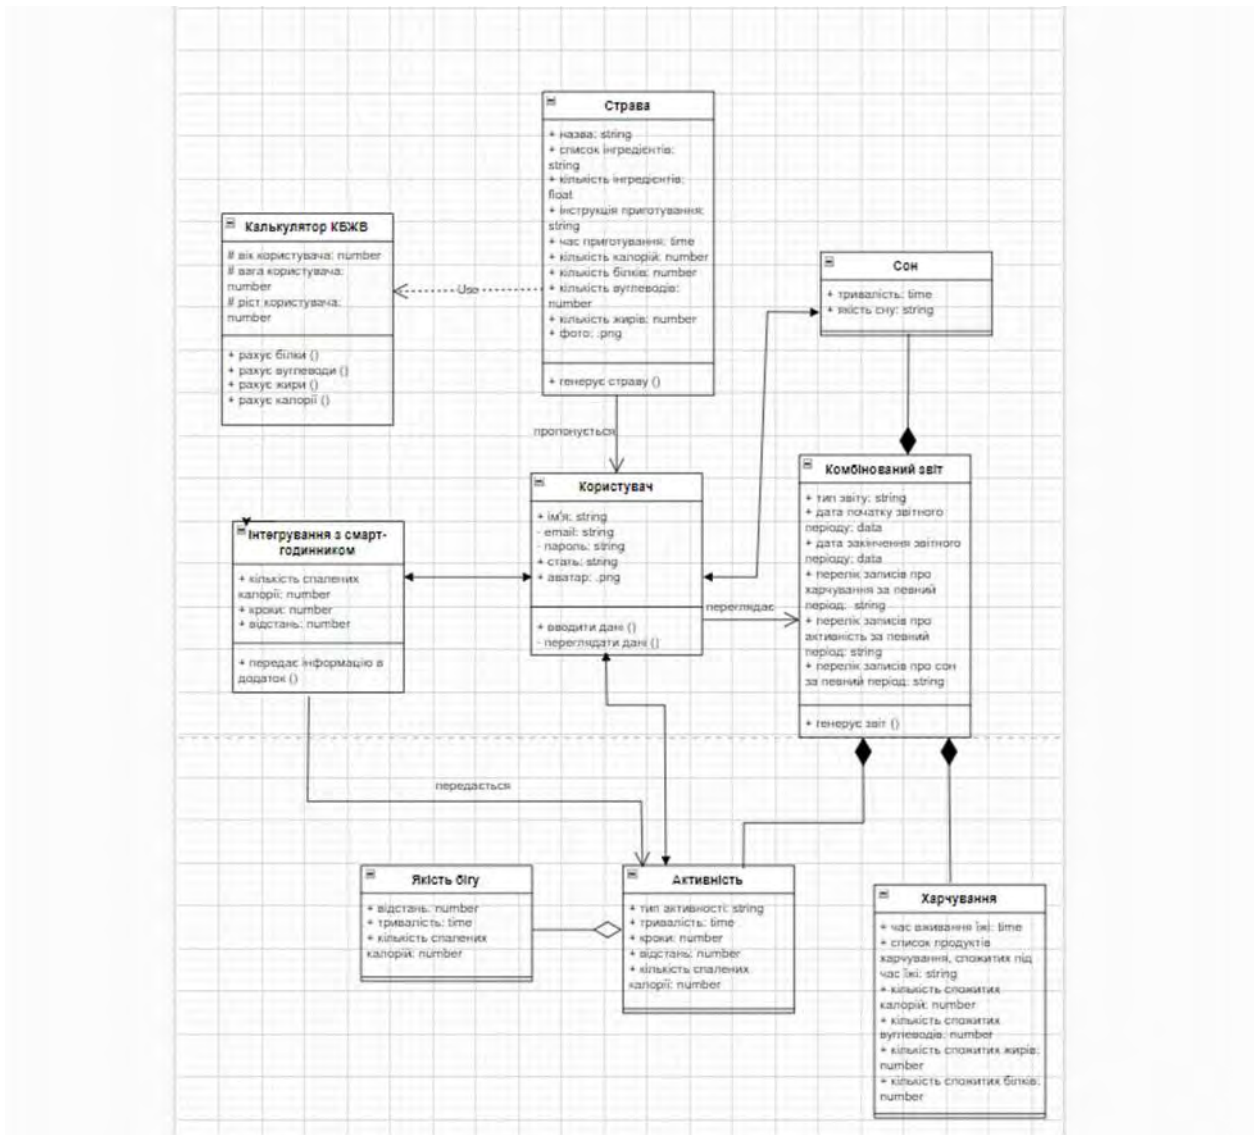 Страва
+ назва: string
+ список інгредієнтів:
string
+ кількість інгредієнтів:
float
+ інструкція приготування:
string
+ час приготування: time
+ кількість калорій: number
+ кількість білків: number
+ кількість вуглеводів:
number
+ кількість жирів: number
+ фото: .png
+ генерує страву ()
Калькулятор КБЖВ
# вік користувача: number
# вага користувача:
number
# ріст користувача:
number
+ рахує білки ()
+ рахує вуглеводи ()
+ рахує жири ()
+ рахує калорії ()
Use
Сон
+ тривалість: time
+ якість сну: string
пропонується
Користувач
+ ім'я: string
- email: string
- пароль: string
+ стать: string
+ аватар: .png
+ вводити дані ()
- переглядати дані ()
переглядає
Комбінований звіт
+ тип звіту: string
+ дата початку звітного
періоду: data
+ дата закінчення звітного
періоду: data
+ перелік записів про
харчування за певний
період: string
+ перелік записів про
активність за певний
період: string
+ перелік записів про сон
за певний період: string
+ генерує звіт ()
Інтегрування з смарт-
годинником
+ кількість спалених
калорії: number
+ кроки: number
+ відстань: number
+ передає інформацію в
додаток ()
передається
Якість бігу
+ відстань: number
+ тривалість: time
+ кількість спалених
калорій: number
Активність
+ тип активності: string
+ тривалість: time
+ кроки: number
+ відстань: number
+ кількість спалених
калорії: number
Харчування
+ час вживання їжі: time
+ список продуктів
харчування, спожитих під
час їжі: string
+ кількість спожитих
калорій: number
+ кількість спожитих
вуглеводів: number
+ кількість спожитих жирів:
number
+ кількість спожитих білків:
number